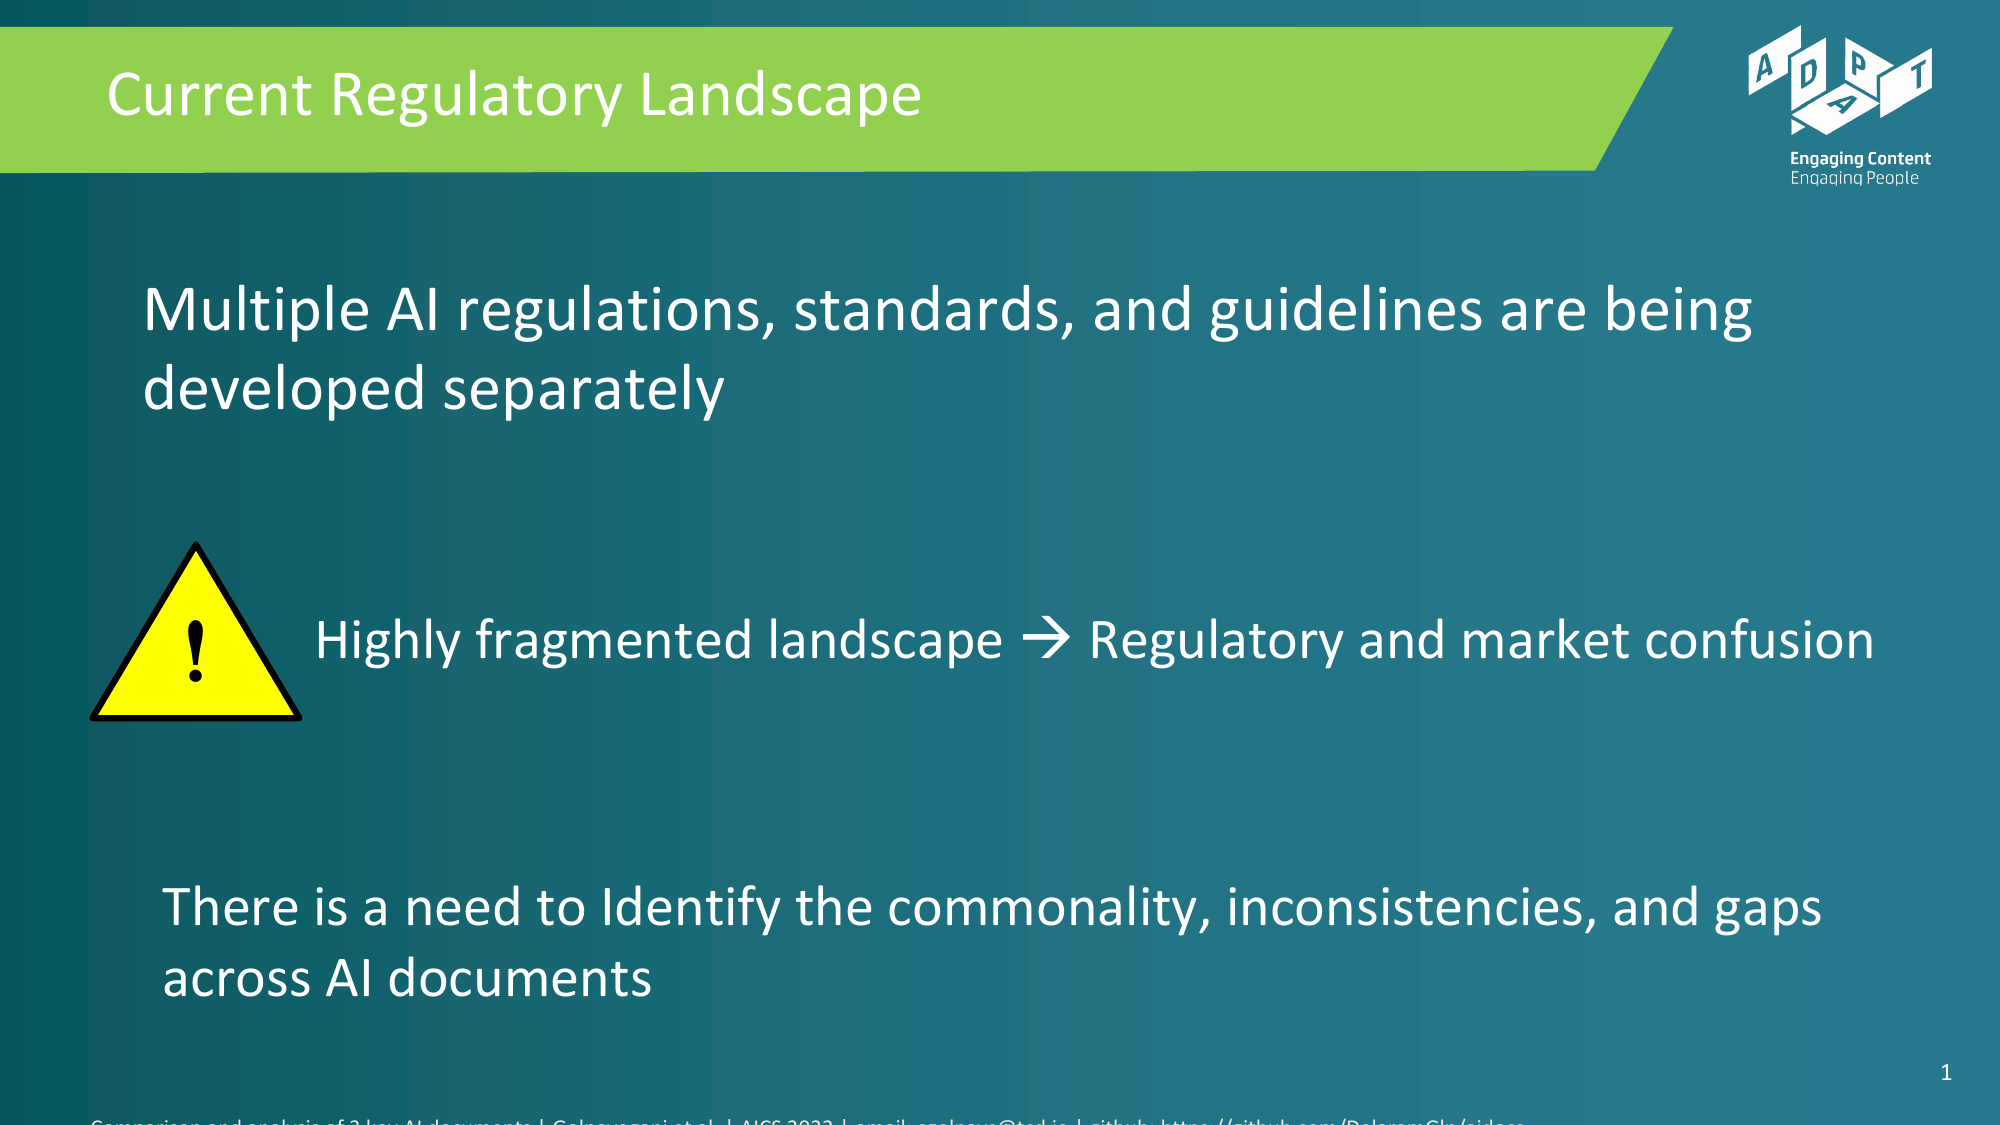 Current Regulatory Landscape
A D A P T
Engaging Content
Engaging People
Multiple AI regulations, standards, and guidelines are being
developed separately
!
Highly fragmented landscape → Regulatory and market confusion
There is a need to Identify the commonality, inconsistencies, and gaps
across AI documents
1